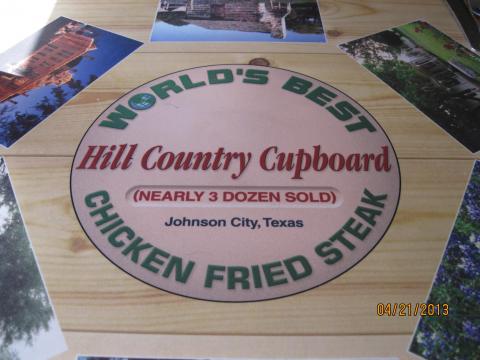 WORLD'S BEST
Hill Country Cupboard
(NEARLY 3 DOZEN SOLD)
Johnson City, Texas
CHICKEN FRIED STEAK
04/21/2013